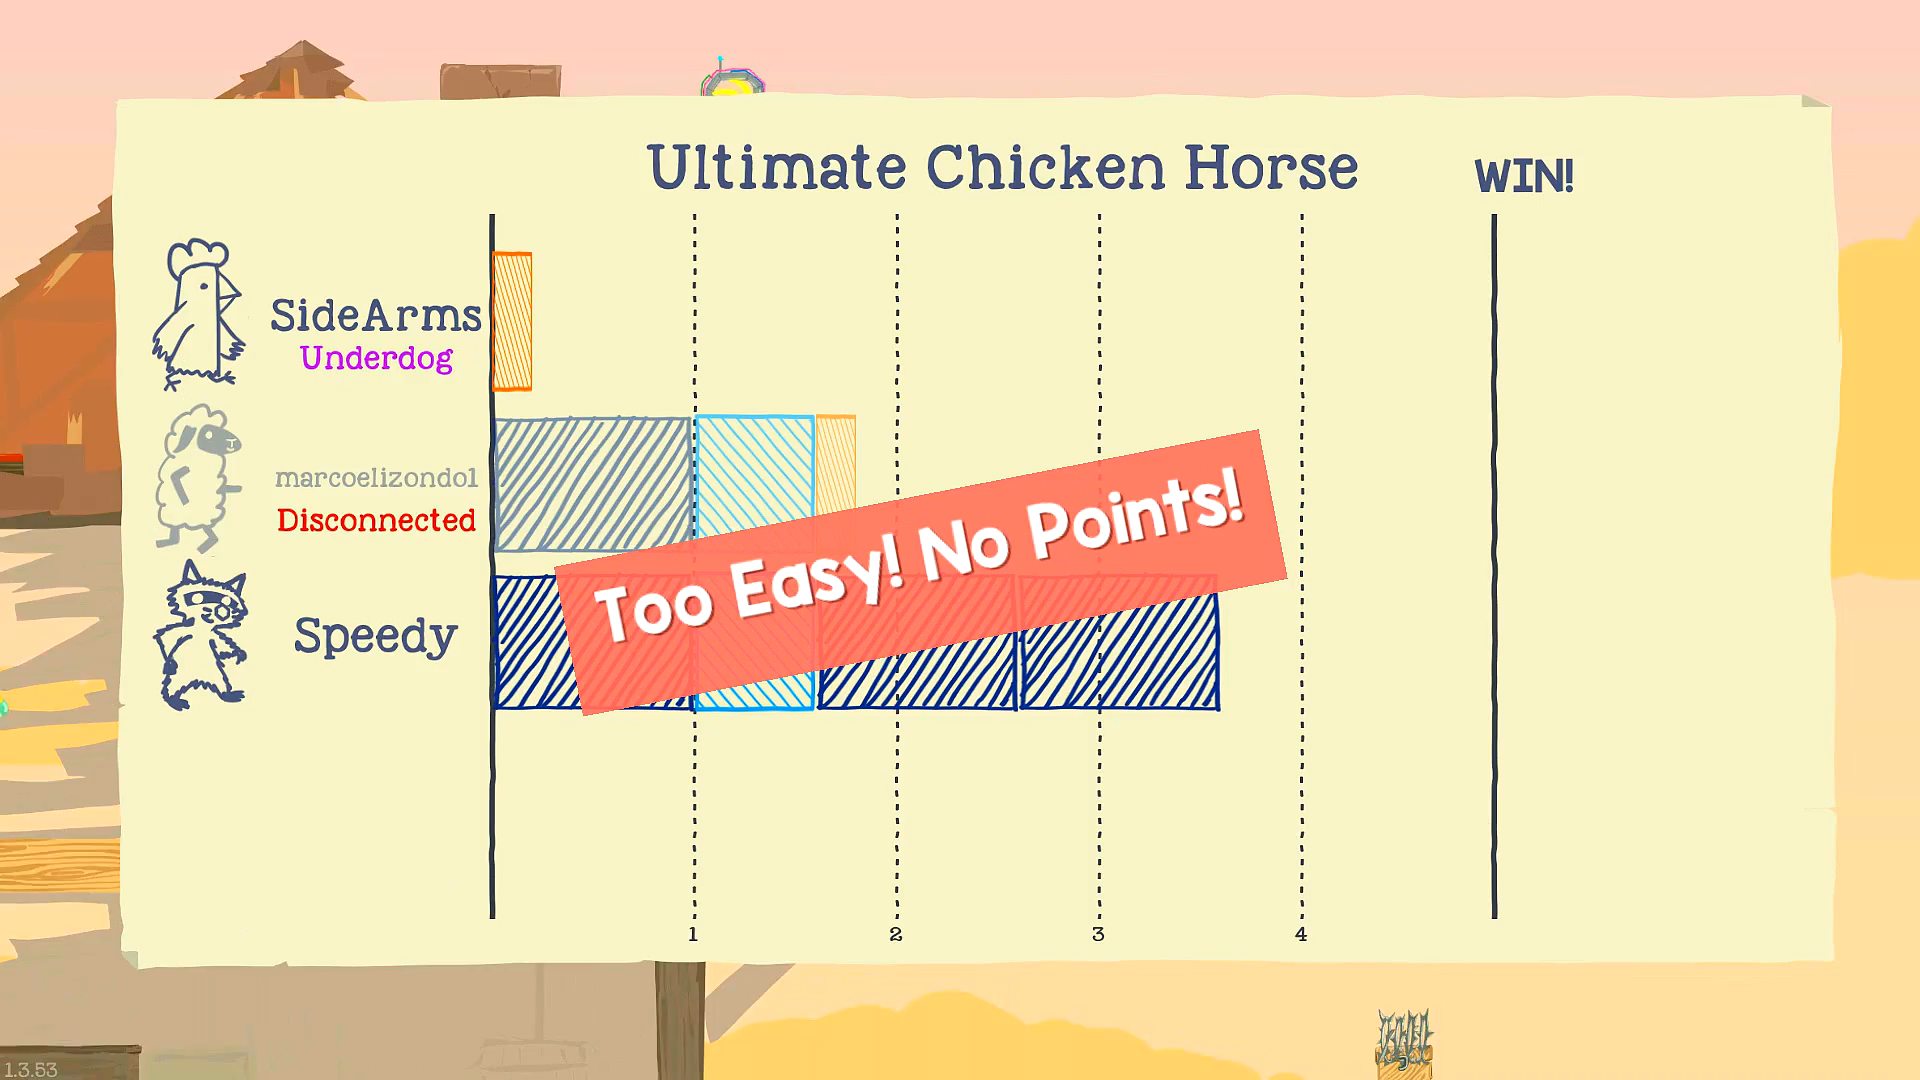 Ultimate Chicken Horse
WIN!
SideArms
Underdog
marcoelizondo1
Disconnected
Speedy
Too Easy! No Points!
1 2 3 4
1.3.53